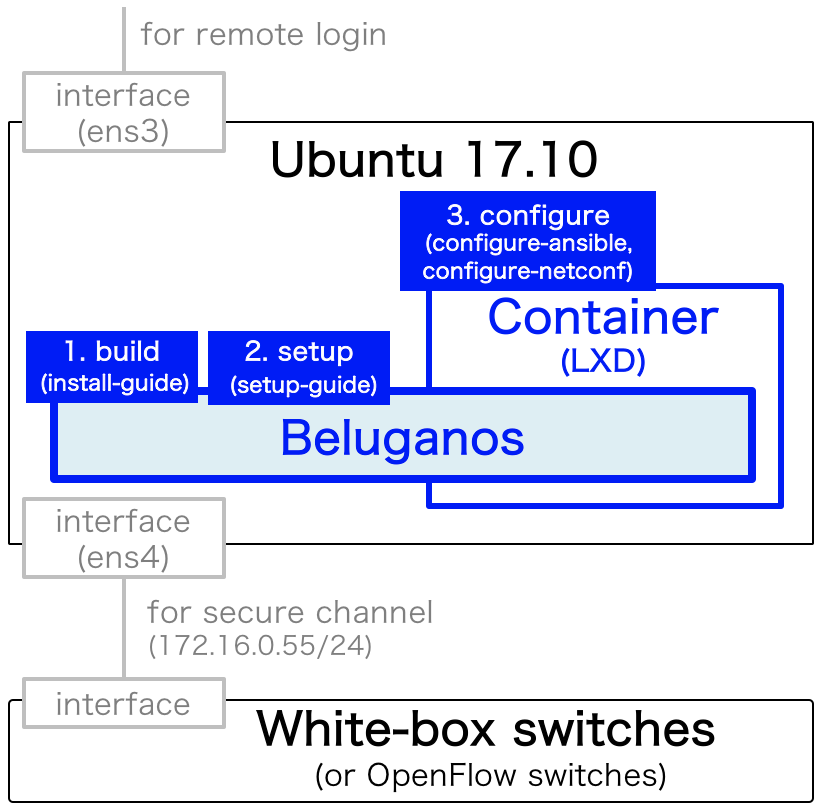 for remote login
interface
(ens3)
Ubuntu 17.10
3. configure
(configure-ansible,
configure-netconf)
Container
(LXD)
1. build
(install-guide)
2. setup
(setup-guide)
Beluganos
interface
(ens4)
for secure channel
(172.16.0.55/24)
interface
White-box switches
(or OpenFlow switches)